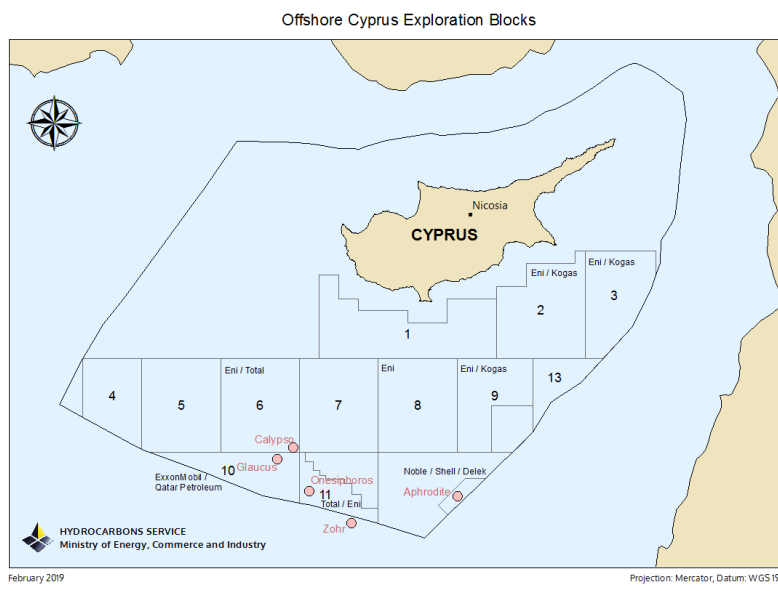 Offshore Cyprus Exploration Blocks
Nicosia
CYPRUS
Eni / Kogas
Eni / Kogas
2
3
1
Eni / Total
Eni
Eni / Kogas
13
4
5
6
7
8
9
Calypso
Glaucus
10
ExxonMobil /
Qatar Petroleum
Onesiphoros
11
Total / Eni
Noble / Shell / Delek
Aphrodite
Zohr
HYDROCARBONS SERVICE
Ministry of Energy, Commerce and Industry
February 2019
Projection: Mercator, Datum: WGS